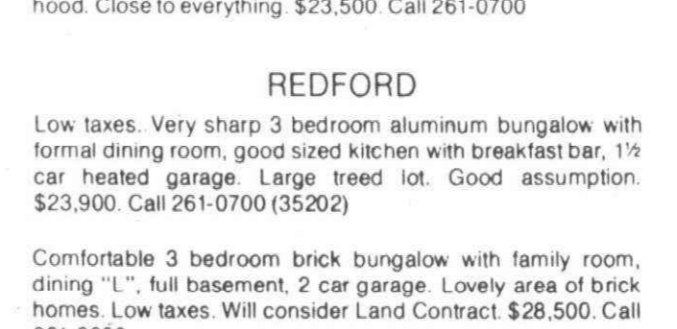 hood. Close to everything. $23,500. Call 261-0700
REDFORD
Low taxes. Very sharp 3 bedroom aluminum bungalow with
formal dining room, good sized kitchen with breakfast bar, 1½
car heated garage. Large treed lot. Good assumption.
$23,900. Call 261-0700 (35202)
Comfortable 3 bedroom brick bungalow with family room,
dining "L", full basement, 2 car garage. Lovely area of brick
homes. Low taxes. Will consider Land Contract. $28,500. Call